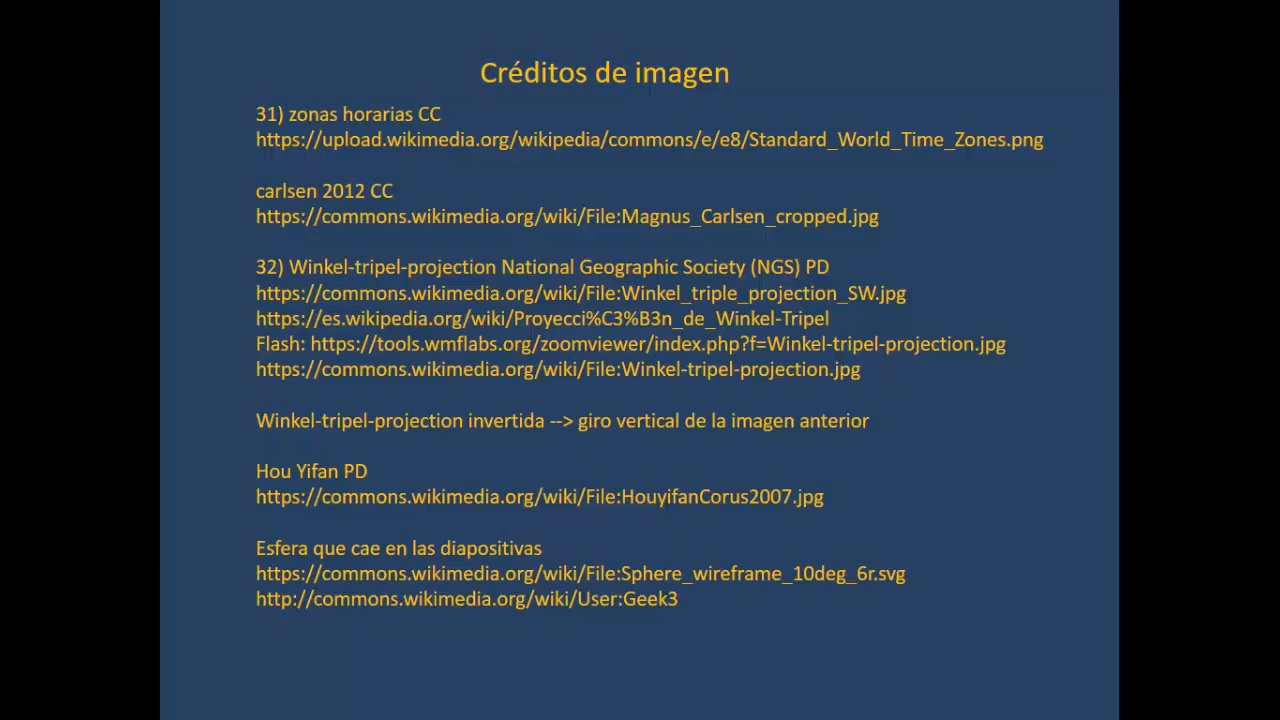 Créditos de imagen
31) zonas horarias CC
https://upload.wikimedia.org/wikipedia/commons/e/e8/Standard_World_Time_Zones.png
carlsen 2012 CC
https://commons.wikimedia.org/wiki/File:Magnus_Carlsen_cropped.jpg
32) Winkel-tripel-projection National Geographic Society (NGS) PD
https://commons.wikimedia.org/wiki/File:Winkel_triple_projection_SW.jpg
https://es.wikipedia.org/wiki/Proyecci%C3%B3n_de_Winkel-Tripel
Flash: https://tools.wmflabs.org/zoomviewer/index.php?f=Winkel-tripel-projection.jpg
https://commons.wikimedia.org/wiki/File:Winkel-tripel-projection.jpg
Winkel-tripel-projection invertida --> giro vertical de la imagen anterior
Hou Yifan PD
https://commons.wikimedia.org/wiki/File:HouyifanCorus2007.jpg
Esfera que cae en las diapositivas
https://commons.wikimedia.org/wiki/File:Sphere_wireframe_10deg_6r.svg
http://commons.wikimedia.org/wiki/User:Geek3